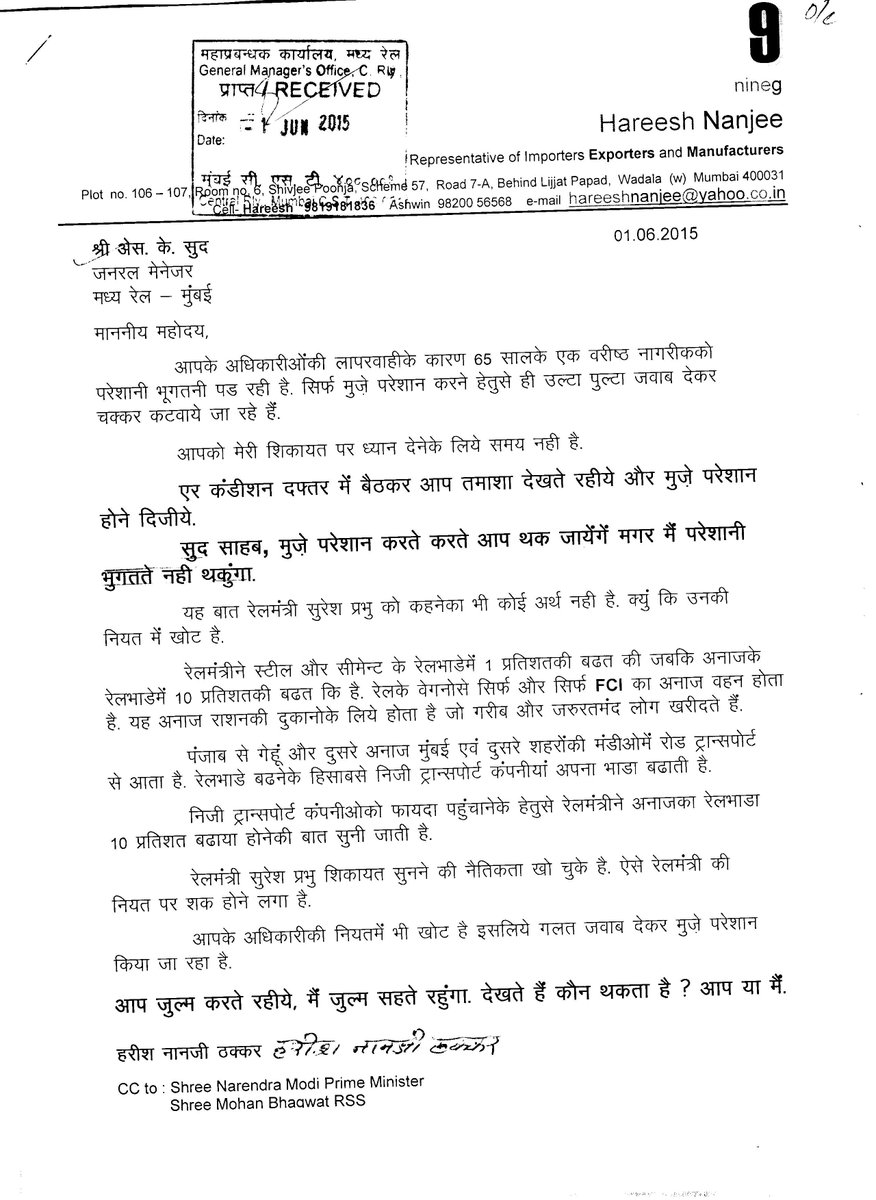 O/c
9
nineg
महाप्रबन्धक कार्यालय, मध्य रेल
General Manager's Office, C. Rly.
प्राप्त RECEIVED
दिनांक
Date:
1 JUN 2015
मुंबई सी. एस. टी.
Hareesh Nanjee
Representative of Importers Exporters and Manufacturers
Plot no. 106 – 107, Room no. 6, Shivjee Poonja, Scheme 57, Road 7-A, Behind Lijjat Papad, Wadala (w) Mumbai 400031
Cell- Hareesh 9819181836 Ashwin 98200 56568 e-mail hareeshnanjee@yahoo.co.in
01.06.2015
श्री अेस. के. सुद
जनरल मेनेजर
मध्य रेल – मुंबई
माननीय महोदय,
आपके अधिकारीओंकी लापरवाहीके कारण 65 सालके एक वरीष्ठ नागरीकको
परेशानी भूगतनी पड रही है. सिर्फ मुज़े परेशान करने हेतुसे ही उल्टा पुल्टा जवाब देकर
चक्कर कटवाये जा रहे हैं.
आपको मेरी शिकायत पर ध्यान देनेके लिये समय नही है.
एर कंडीशन दफ्तर में बैठकर आप तमाशा देखते रहीये और मुज़े परेशान
होने दिजीये.
सुद साहब, मुज़े परेशान करते करते आप थक जायेंगें मगर मैं परेशानी
भुगतते नही थकुंगा.
यह बात रेलमंत्री सुरेश प्रभु को कहनेका भी कोई अर्थ नही है. क्युं कि उनकी
नियत में खोट है.
रेलमंत्रीने स्टील और सीमेन्ट के रेलभाडेमें 1 प्रतिशतकी बढत की जबकि अनाजके
रेलभाडेमें 10 प्रतिशतकी बढत कि है. रेलके वेगनोसे सिर्फ और सिर्फ FCI का अनाज वहन होता
है. यह अनाज राशनकी दुकानोके लिये होता है जो गरीब और जरुरतमंद लोग खरीदते हैं.
पंजाब से गेहूं और दुसरे अनाज मुंबई एवं दुसरे शहरोंकी मंडीओमें रोड ट्रान्सपोर्ट
से आता है. रेलभाडे बढनेके हिसाबसे निजी ट्रान्सपोर्ट कंपनीयां अपना भाडा बढाती है.
निजी ट्रान्सपोर्ट कंपनीओको फायदा पहुंचानेके हेतुसे रेलमंत्रीने अनाजका रेलभाडा
10 प्रतिशत बढाया होनेकी बात सुनी जाती है.
रेलमंत्री सुरेश प्रभु शिकायत सुनने की नैतिकता खो चुके है. ऐसे रेलमंत्री की
नियत पर शक होने लगा है.
आपके अधिकारीकी नियतमें भी खोट है इसलिये गलत जवाब देकर मुज़े परेशान
किया जा रहा है.
आप जुल्म करते रहीये, मैं जुल्म सहते रहुंगा. देखते हैं कौन थकता है ? आप या मैं.
हरीश नानजी ठक्कर हरीश नानजी ठक्कर
CC to : Shree Narendra Modi Prime Minister
Shree Mohan Bhagwat RSS